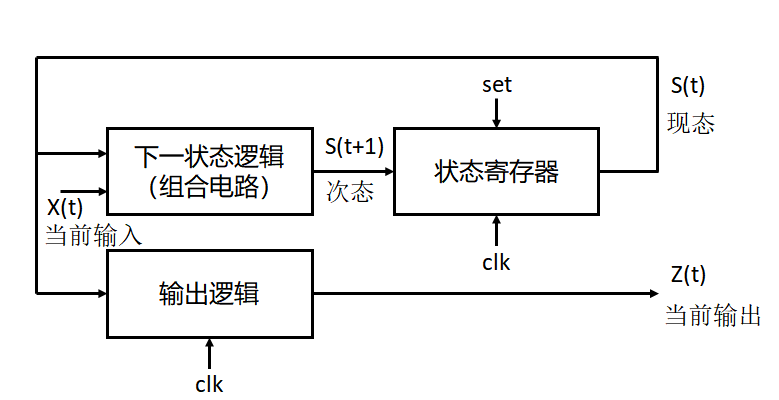 S(t)
现态
set
下一状态逻辑
（组合电路）
S(t+1)
次态
状态寄存器
X(t)
当前输入
clk
输出逻辑
Z(t)
当前输出
clk